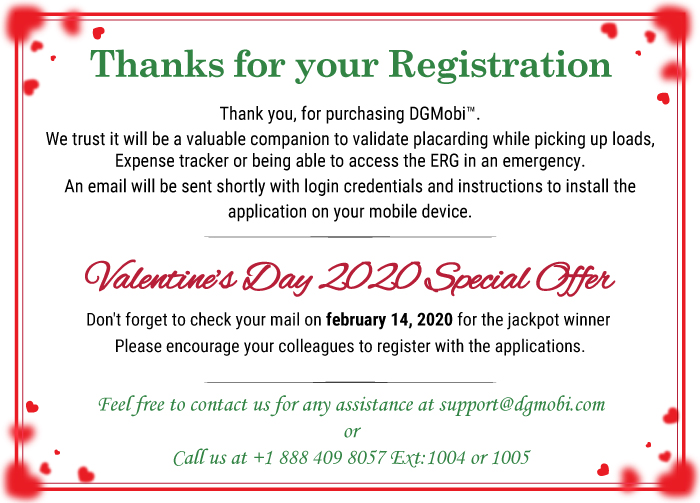 Thanks for your Registration
Thank you, for purchasing DGMobi™.
We trust it will be a valuable companion to validate placarding while picking up loads,
Expense tracker or being able to access the ERG in an emergency.
An email will be sent shortly with login credentials and instructions to install the
application on your mobile device.
Valentine's Day 2020 Special Offer
Don't forget to check your mail on february 14, 2020 for the jackpot winner
Please encourage your colleagues to register with the applications.
Feel free to contact us for any assistance at support@dgmobi.com
or
Call us at +1 888 409 8057 Ext:1004 or 1005